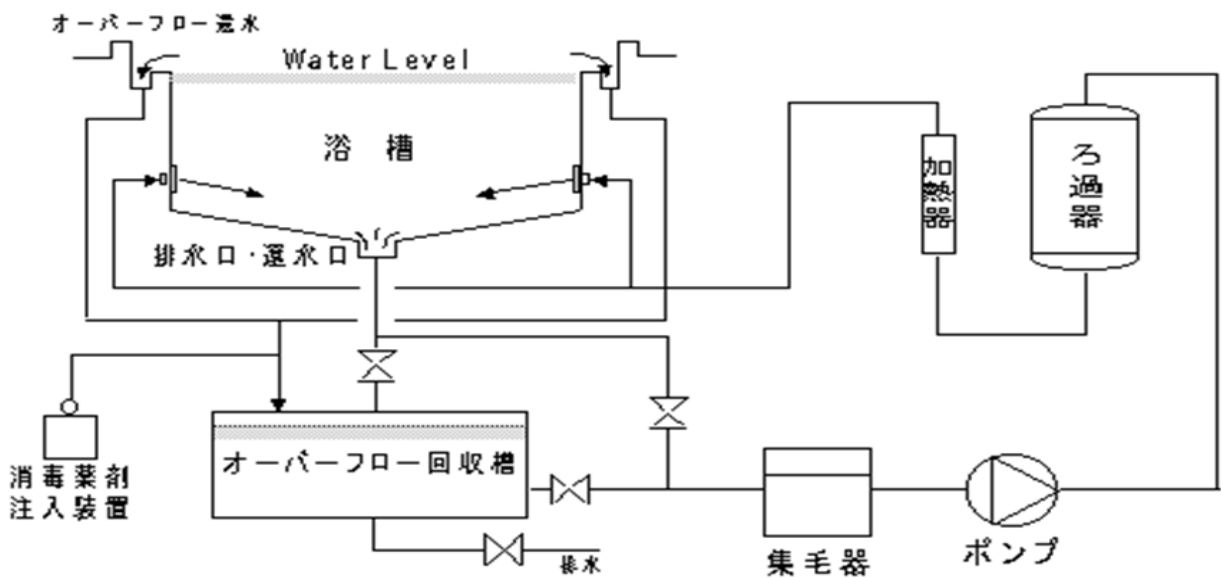 オーバーフロー還水
Water Level
浴 槽
排水口・還水口
加熱器
ろ過器
消毒薬剤
注入装置
オーバーフロー回収槽
排水
集毛器
ポンプ